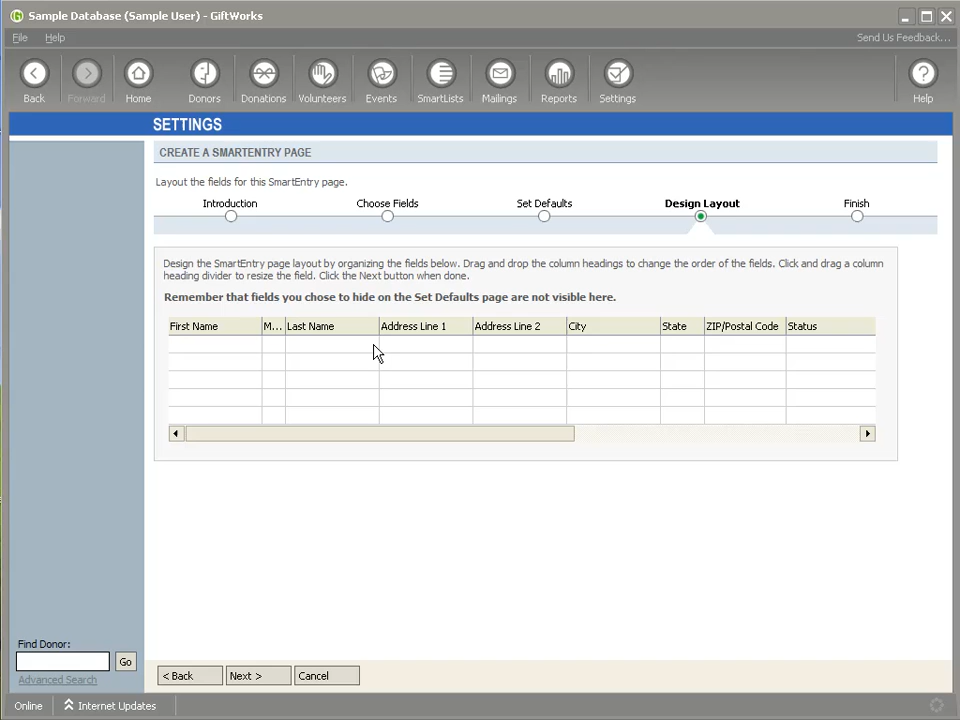 Sample Database (Sample User) - GiftWorks
File Help Send Us Feedback...
Back Forward Home Donors Donations Volunteers Events SmartLists Mailings Reports Settings Help
SETTINGS
CREATE A SMARTENTRY PAGE
Layout the fields for this SmartEntry page.
Introduction Choose Fields Set Defaults Design Layout Finish
Design the SmartEntry page layout by organizing the fields below. Drag and drop the column headings to change the order of the fields. Click and drag a column
heading divider to resize the field. Click the Next button when done.
Remember that fields you chose to hide on the Set Defaults page are not visible here.
First Name M... Last Name Address Line 1 Address Line 2 City State ZIP/Postal Code Status
Find Donor:
Go
Advanced Search
< Back Next > Cancel
Online Internet Updates